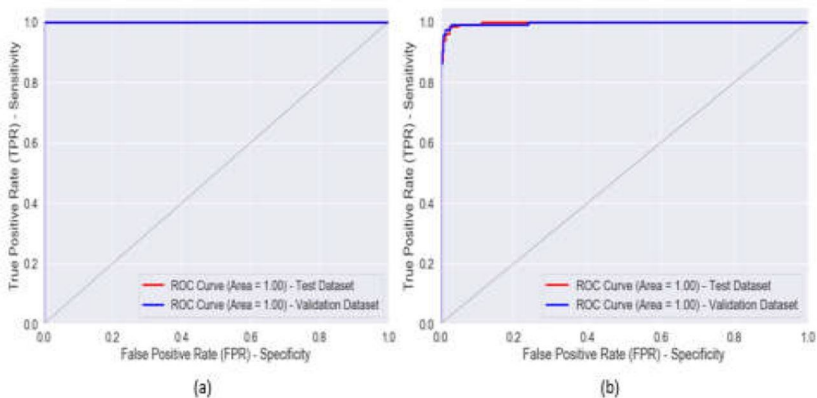 1.0
0.8
0.6
0.4
0.2
0.0
True Positive Rate (TPR) - Sensitivity
ROC Curve (Area = 1.00) - Test Dataset
ROC Curve (Area = 1.00) - Validation Dataset
0.0 0.2 0.4 0.6 0.8 1.0
False Positive Rate (FPR) - Specificity
(a)
1.0
0.8
0.6
0.4
0.2
0.0
True Positive Rate (TPR) - Sensitivity
ROC Curve (Area = 1.00) - Test Dataset
ROC Curve (Area = 1.00) - Validation Dataset
0.0 0.2 0.4 0.6 0.8 1.0
False Positive Rate (FPR) - Specificity
(b)